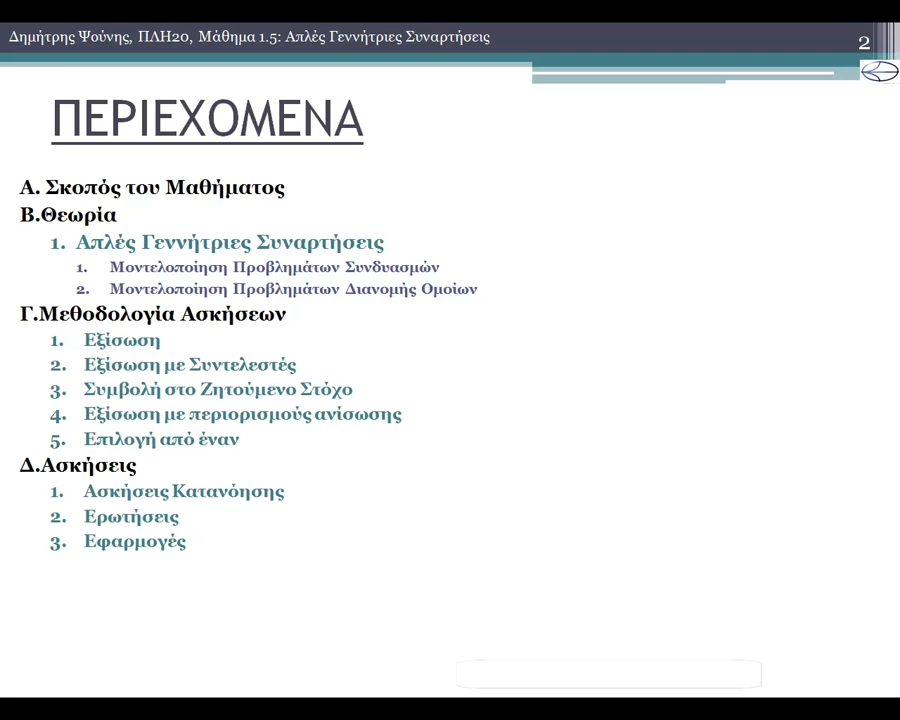 Δημήτρης Ψούνης, ΠΛΗ20, Μάθημα 1.5: Απλές Γεννήτριες Συναρτήσεις
2
ΠΕΡΙΕΧΟΜΕΝΑ
Α. Σκοπός του Μαθήματος
Β.Θεωρία
1. Απλές Γεννήτριες Συναρτήσεις
1. Μοντελοποίηση Προβλημάτων Συνδυασμών
2. Μοντελοποίηση Προβλημάτων Διανομής Ομοίων
Γ.Μεθοδολογία Ασκήσεων
1. Εξίσωση
2. Εξίσωση με Συντελεστές
3. Συμβολή στο Ζητούμενο Στόχο
4. Εξίσωση με περιορισμούς ανίσωσης
5. Επιλογή από έναν
Δ.Ασκήσεις
1. Ασκήσεις Κατανόησης
2. Ερωτήσεις
3. Εφαρμογές